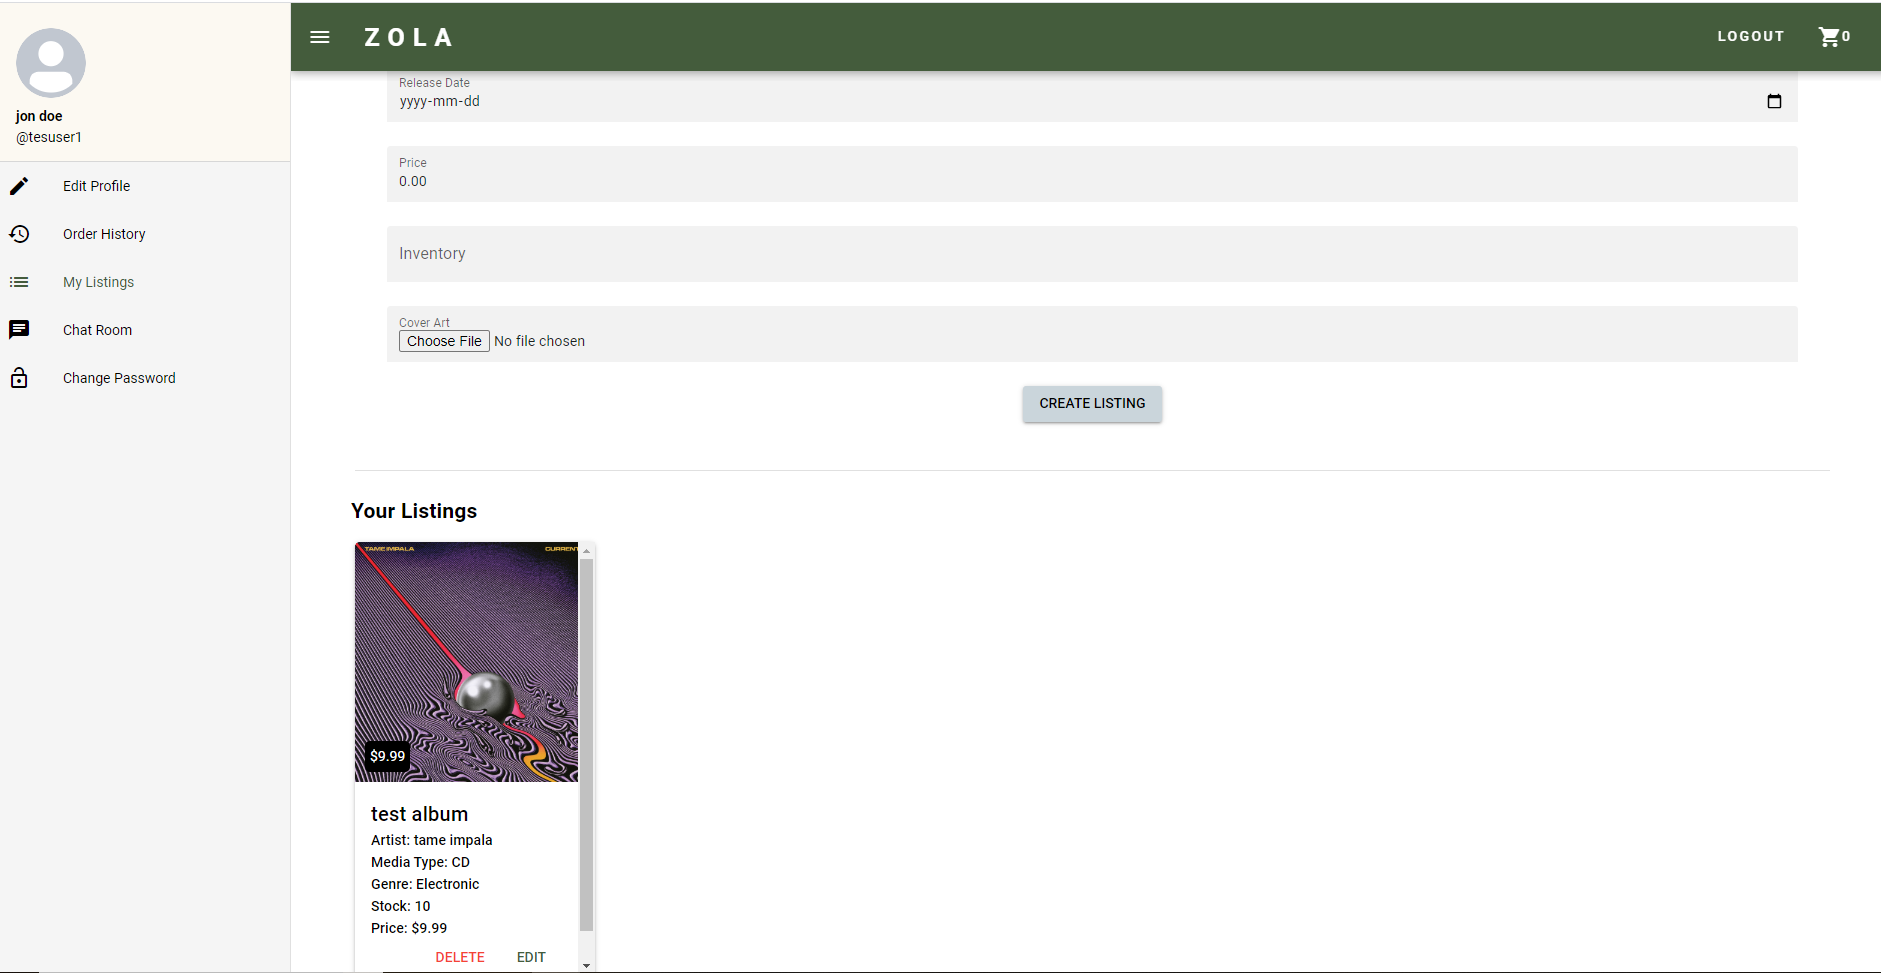 jon doe
@tesuser1
Edit Profile
Order History
My Listings
Chat Room
Change Password
ZOLA
LOGOUT
0
Release Date
yyyy-mm-dd
Price
0.00
Inventory
Cover Art
Choose File No file chosen
CREATE LISTING
Your Listings
TAME IMPALA CURRENT
$9.99
test album
Artist: tame impala
Media Type: CD
Genre: Electronic
Stock: 10
Price: $9.99
DELETE EDIT